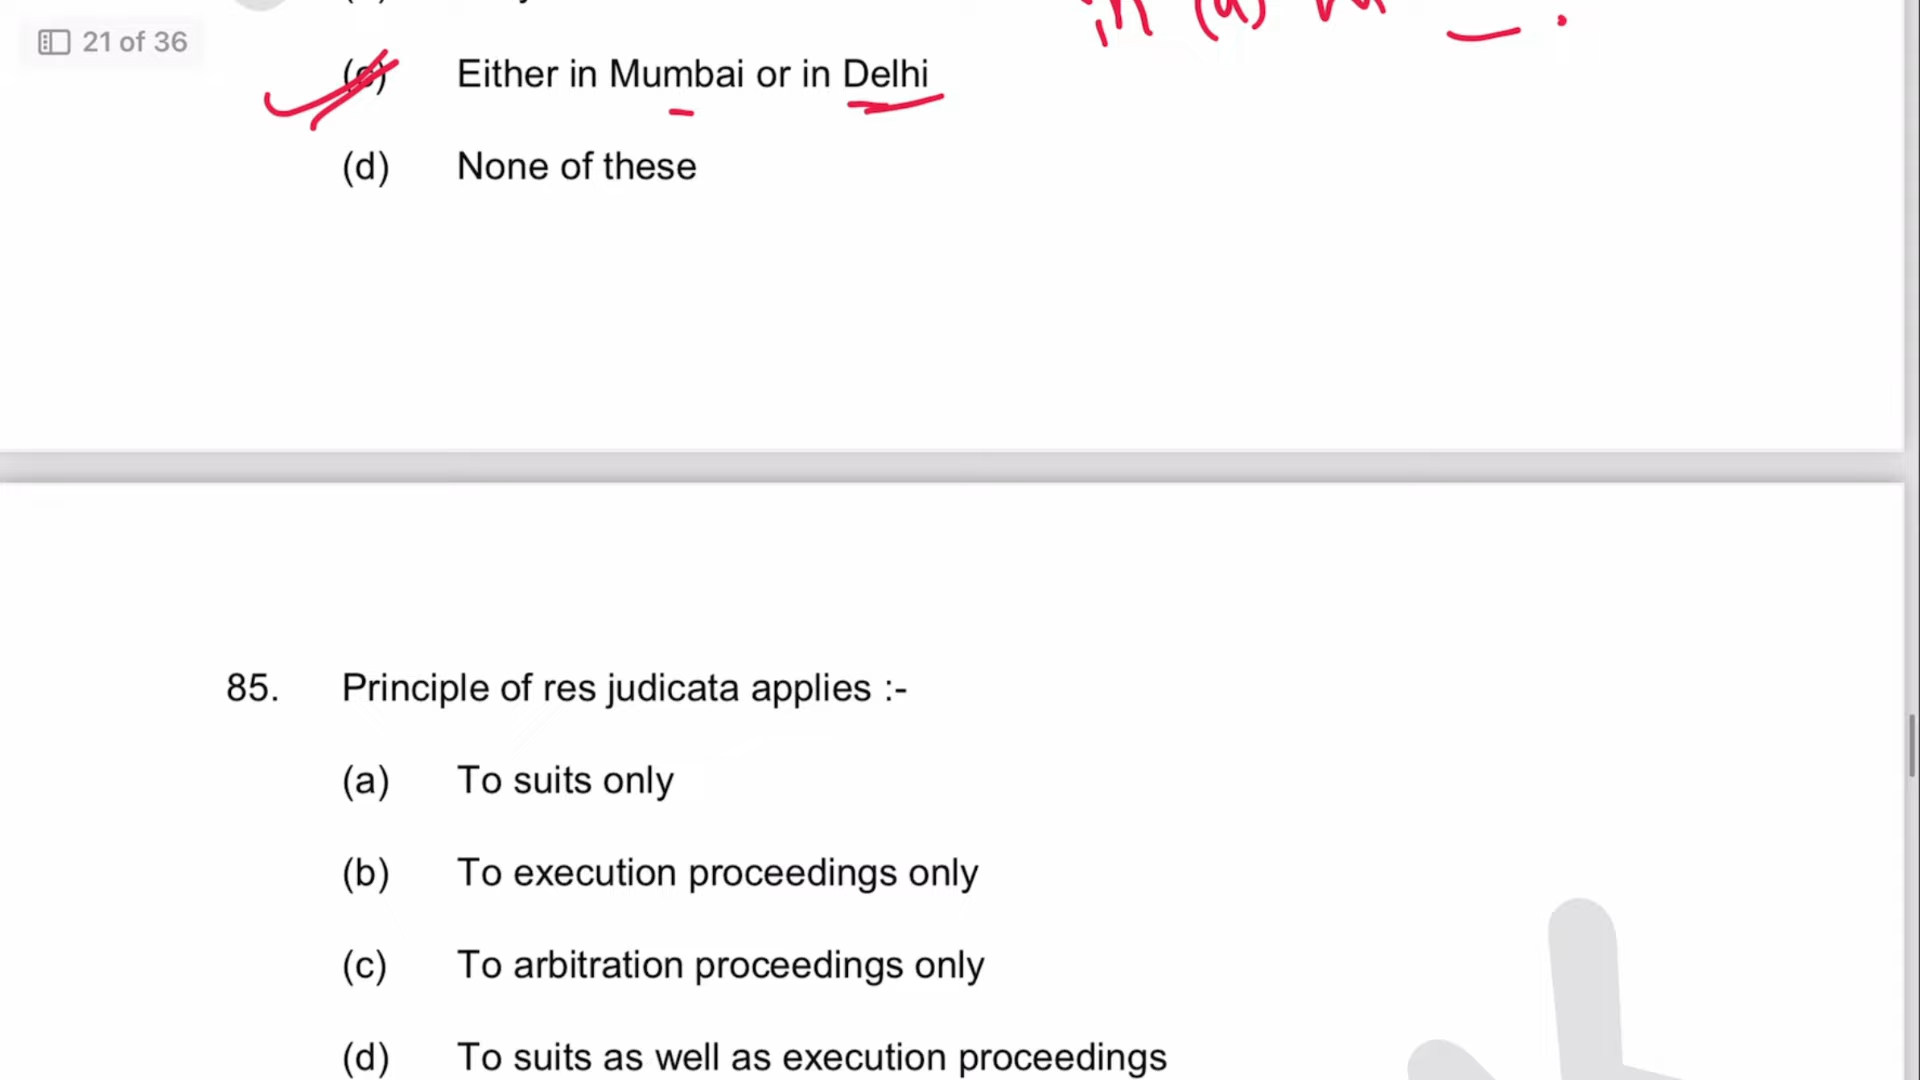 21 of 36
in (a)
(c) Either in Mumbai or in Delhi
(d) None of these
85. Principle of res judicata applies :-
(a) To suits only
(b) To execution proceedings only
(c) To arbitration proceedings only
(d) To suits as well as execution proceedings